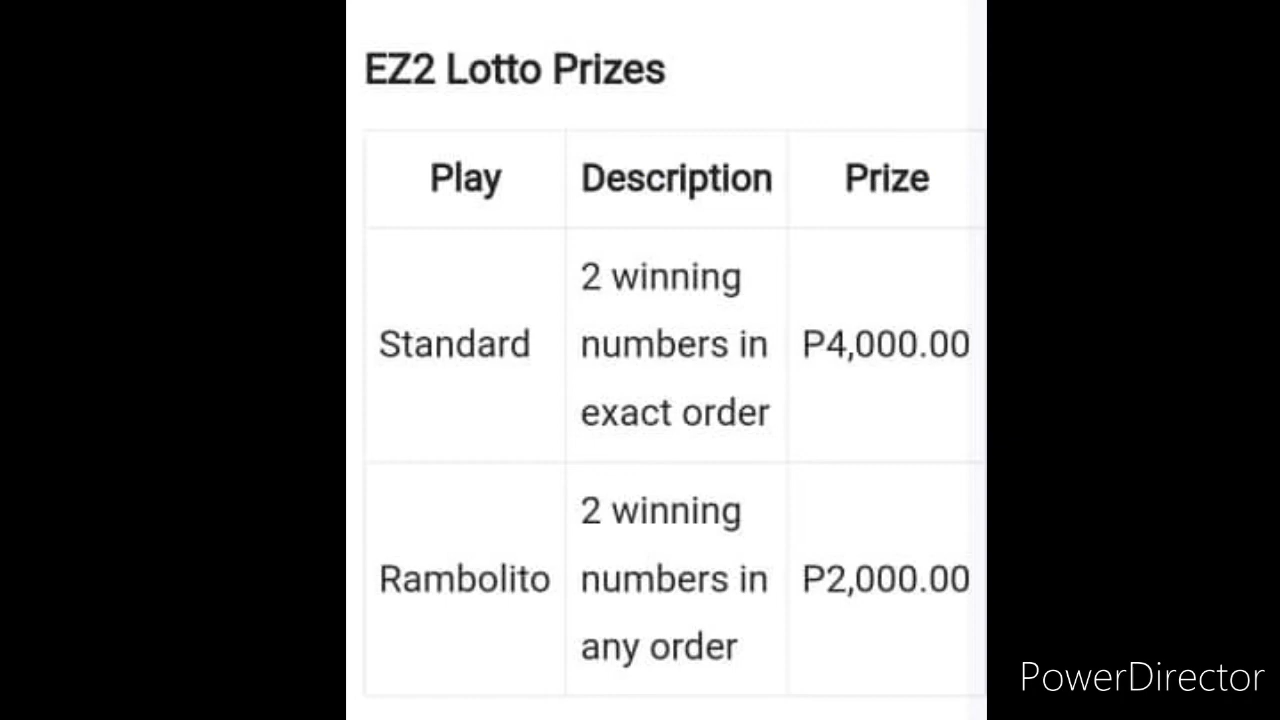 EZ2 Lotto Prizes
Play Description Prize
2 winning
Standard numbers in P4,000.00
exact order
2 winning
Rambolito numbers in P2,000.00
any order
PowerDirector